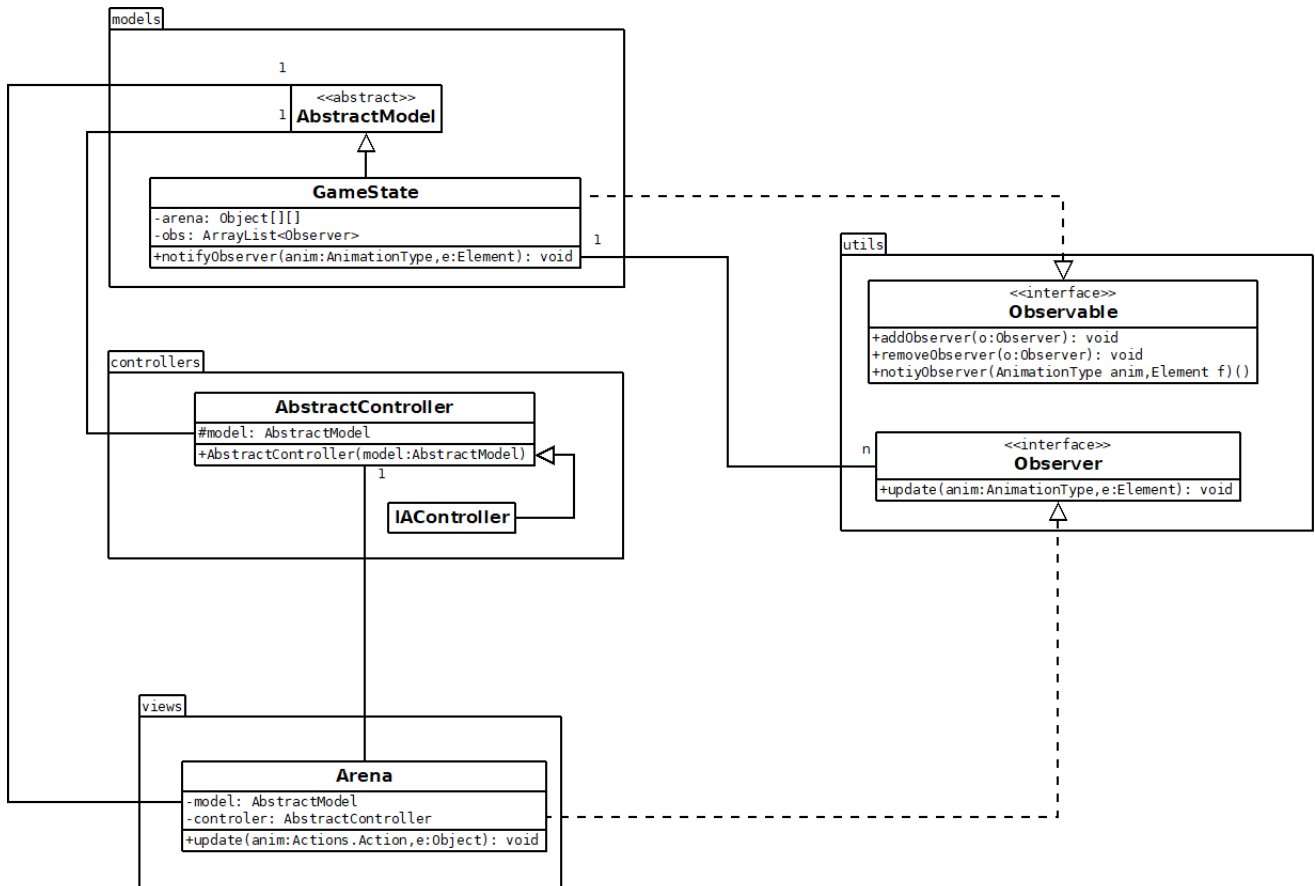 models
1
<<abstract>>
1
AbstractModel
GameState
-arena: Object[][]
-obs: ArrayList<Observer>
+notifyObserver(anim:AnimationType,e:Element): void
1
utils
<<interface>>
Observable
+addObserver(o:Observer): void
+removeObserver(o:Observer): void
+notiyObserver(AnimationType anim,Element f)()
controllers
AbstractController
#model: AbstractModel
+AbstractController(model:AbstractModel)
1
IAController
n
<<interface>>
Observer
+update(anim:AnimationType,e:Element): void
views
Arena
-model: AbstractModel
-controler: AbstractController
+update(anim:Actions.Action,e:Object): void